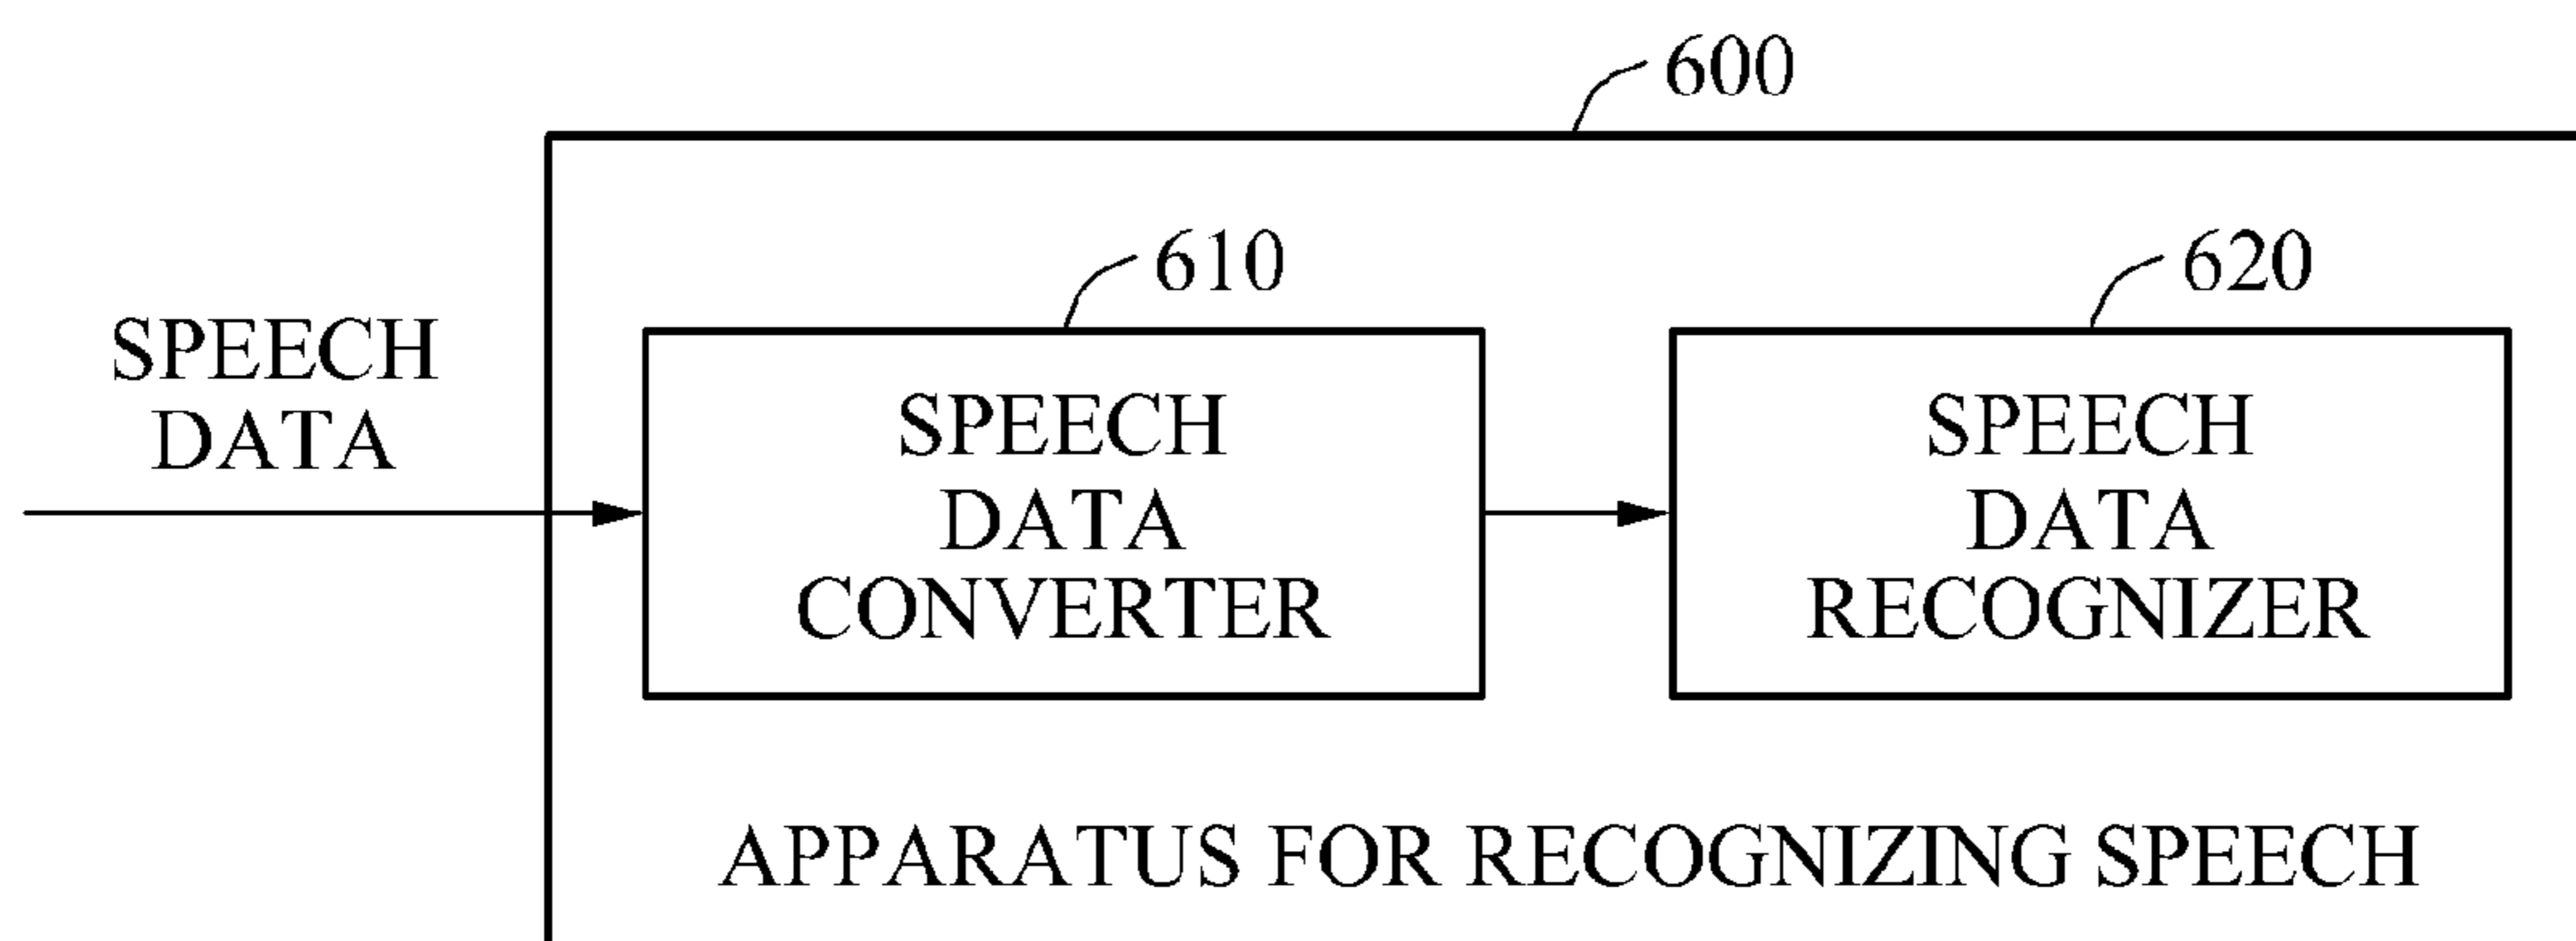 600
610
620
SPEECH
DATA
SPEECH
DATA
CONVERTER
SPEECH
DATA
RECOGNIZER
APPARATUS FOR RECOGNIZING SPEECH